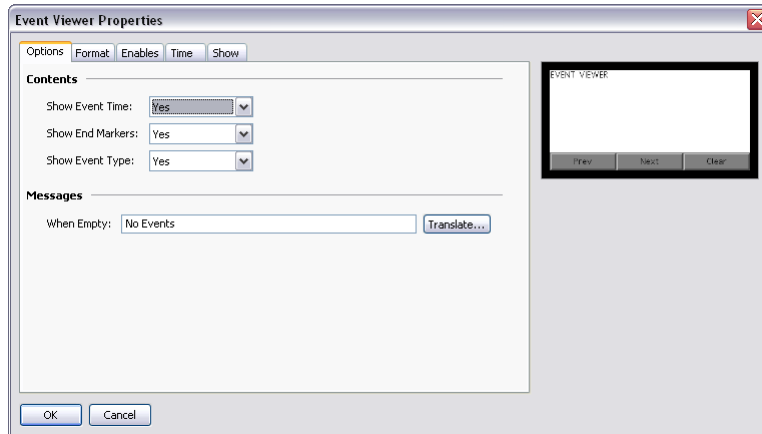 Event Viewer Properties
Options Format Enables Time Show
Contents
Show Event Time: Yes
Show End Markers: Yes
Show Event Type: Yes
Messages
When Empty: No Events Translate...
EVENT VIEWER
Prev Next Clear
OK Cancel